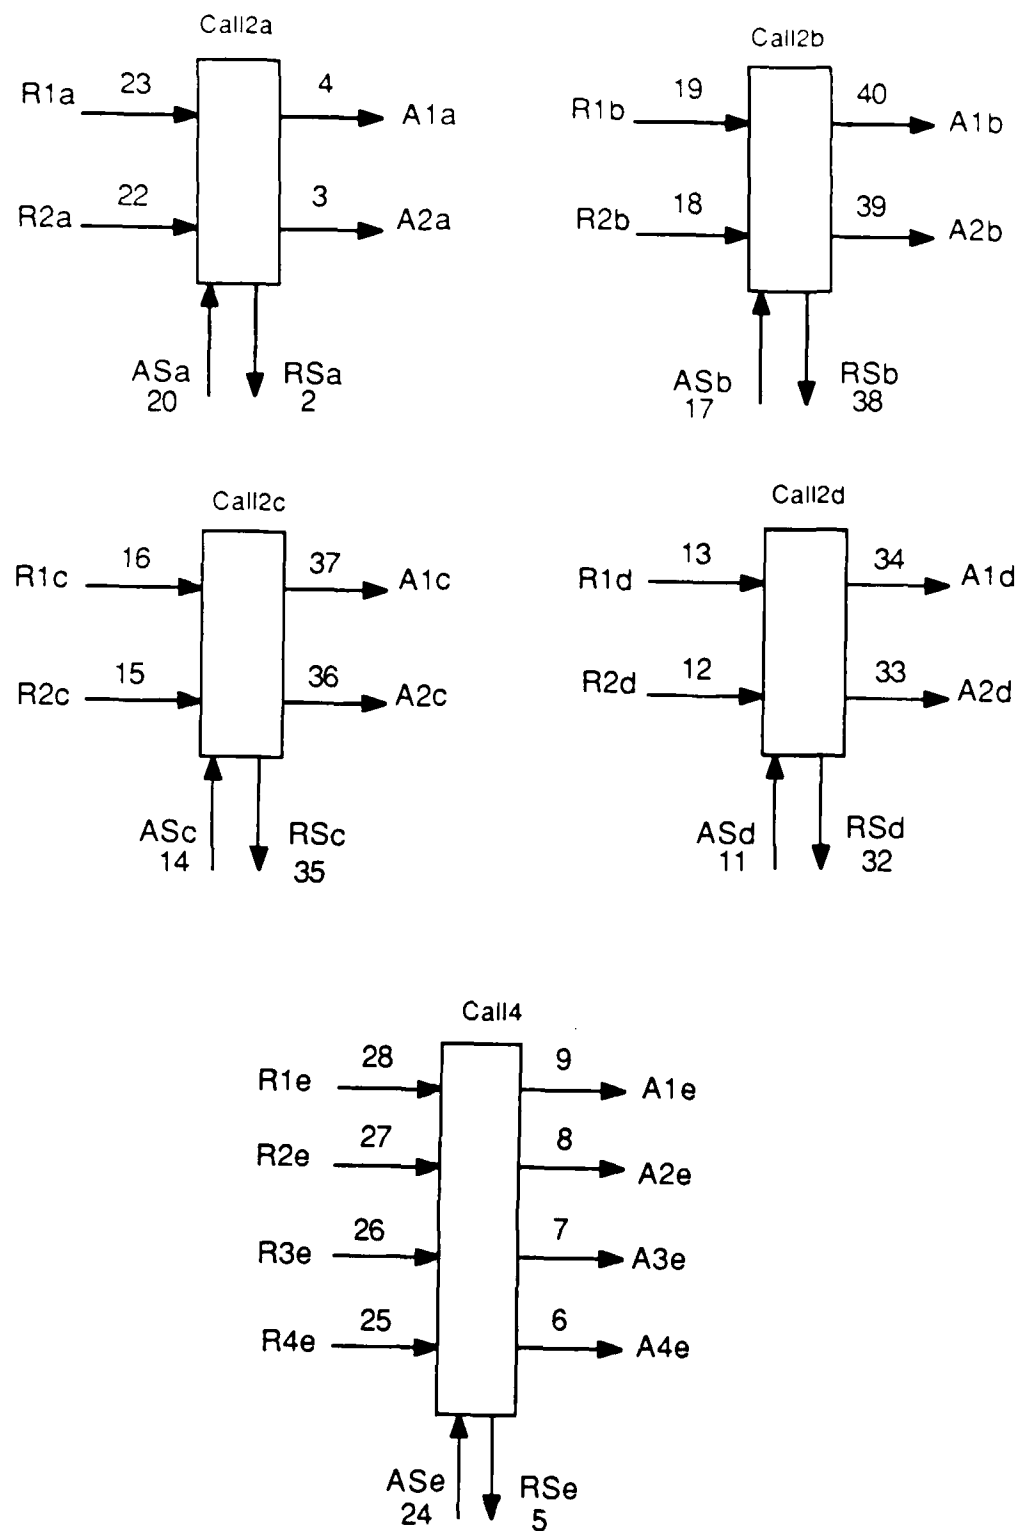 Call2a
R1a 23 4 A1a
R2a 22 3 A2a
ASa RSa
20 2
Call2b
R1b 19 40 A1b
R2b 18 39 A2b
ASb RSb
17 38
Call2c
R1c 16 37 A1c
R2c 15 36 A2c
ASc RSc
14 35
Call2d
R1d 13 34 A1d
R2d 12 33 A2d
ASd RSd
11 32
Call4
R1e 28 9 A1e
R2e 27 8 A2e
R3e 26 7 A3e
R4e 25 6 A4e
ASe RSe
24 5